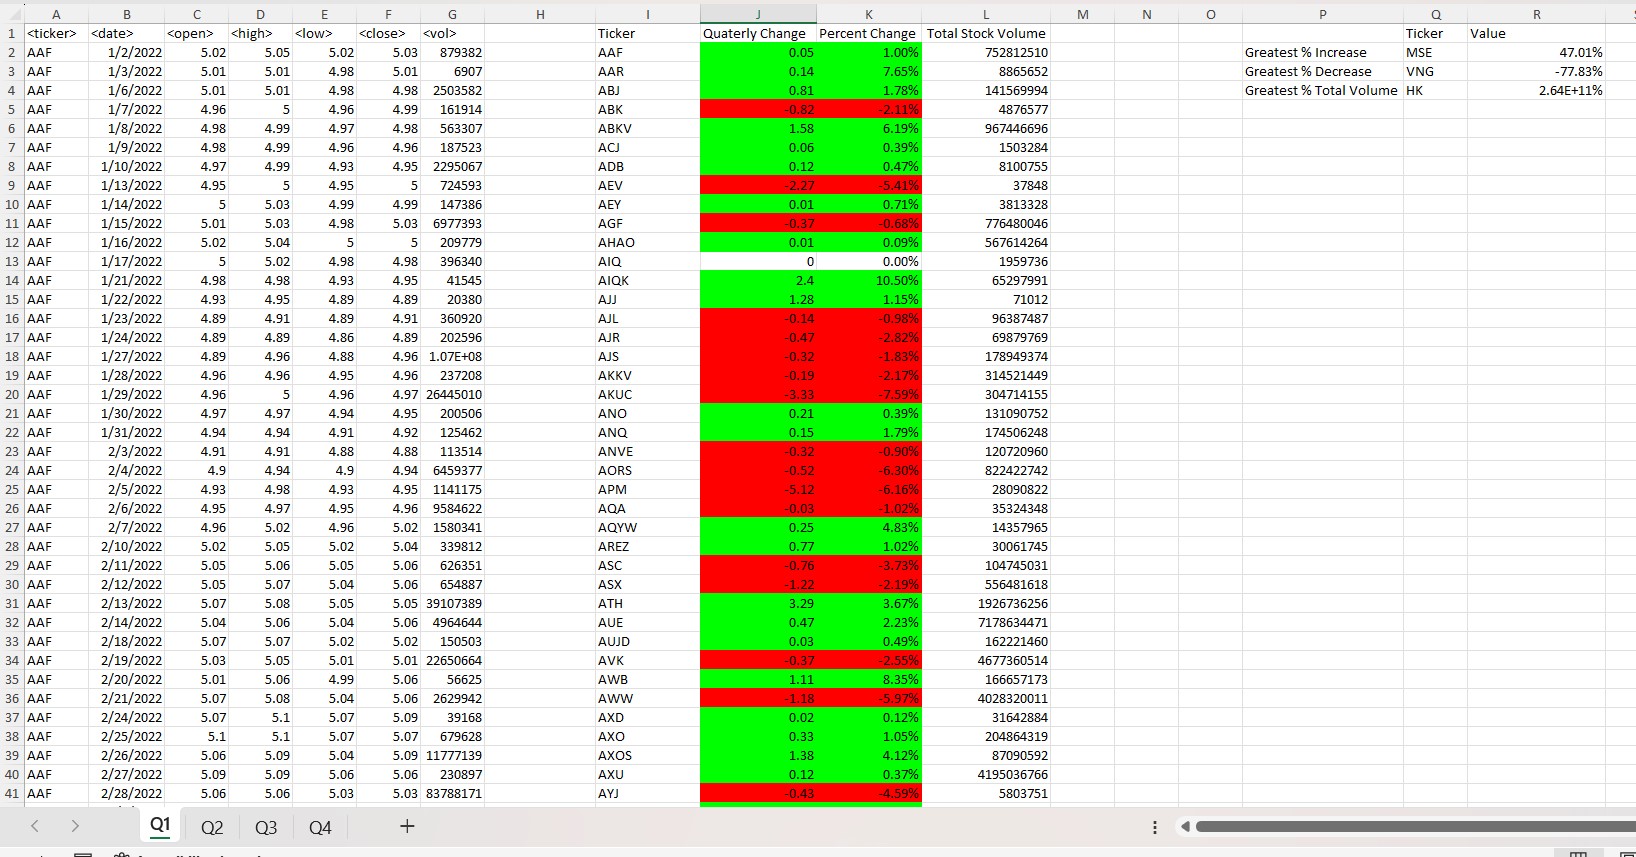 A B C D E F G H I J K L M N O P Q R
1 <ticker> <date> <open> <high> <low> <close> <vol> Ticker Quaterly Change Percent Change Total Stock Volume Ticker Value
2 AAF 1/2/2022 5.02 5.05 5.02 5.03 879382 AAF 0.05 1.00% 752812510 Greatest % Increase MSE 47.01%
3 AAF 1/3/2022 5.01 5.01 4.98 5.01 6907 AAR 0.14 7.65% 8865652 Greatest % Decrease VNG -77.83%
4 AAF 1/6/2022 5.01 5.01 4.98 4.98 2503582 ABJ 0.81 1.78% 141569994 Greatest % Total Volume HK 2.64E+11%
5 AAF 1/7/2022 4.96 5 4.96 4.99 161914 ABK -0.82 -2.11% 4876577
6 AAF 1/8/2022 4.98 4.99 4.97 4.98 563307 ABKV 1.58 6.19% 967446696
7 AAF 1/9/2022 4.98 4.99 4.96 4.96 187523 ACJ 0.06 0.39% 1503284
8 AAF 1/10/2022 4.97 4.99 4.93 4.95 2295067 ADB 0.12 0.47% 8100755
9 AAF 1/13/2022 4.95 5 4.95 5 724593 AEV -2.27 -5.41% 37848
10 AAF 1/14/2022 5 5.03 4.99 4.99 147386 AEY 0.01 0.71% 3813328
11 AAF 1/15/2022 5.01 5.03 4.98 5.03 6977393 AGF -0.37 -0.68% 776480046
12 AAF 1/16/2022 5.02 5.04 5 5 209779 AHAO 0.01 0.09% 567614264
13 AAF 1/17/2022 5 5.02 4.98 4.98 396340 AIQ 0 0.00% 1959736
14 AAF 1/21/2022 4.98 4.98 4.93 4.95 41545 AIQK 2.4 10.50% 65297991
15 AAF 1/22/2022 4.93 4.95 4.89 4.89 20380 AJJ 1.28 1.15% 71012
16 AAF 1/23/2022 4.89 4.91 4.89 4.91 360920 AJL -0.14 -0.98% 96387487
17 AAF 1/24/2022 4.89 4.89 4.86 4.89 202596 AJR -0.47 -2.82% 69879769
18 AAF 1/27/2022 4.89 4.96 4.88 4.96 1.07E+08 AJS -0.32 -1.83% 178949374
19 AAF 1/28/2022 4.96 4.96 4.95 4.96 237208 AKKV -0.19 -2.17% 314521449
20 AAF 1/29/2022 4.96 5 4.96 4.97 26445010 AKUC -3.33 -7.59% 304714155
21 AAF 1/30/2022 4.97 4.97 4.94 4.95 200506 ANO 0.21 0.39% 131090752
22 AAF 1/31/2022 4.94 4.94 4.91 4.92 125462 ANQ 0.15 1.79% 174506248
23 AAF 2/3/2022 4.91 4.91 4.88 4.88 113514 ANVE -0.32 -0.90% 120720960
24 AAF 2/4/2022 4.9 4.94 4.9 4.94 6459377 AORS -0.52 -6.30% 822422742
25 AAF 2/5/2022 4.93 4.98 4.93 4.95 1141175 APM -5.12 -6.16% 28090822
26 AAF 2/6/2022 4.95 4.97 4.95 4.96 9584622 AQA -0.03 -1.02% 35324348
27 AAF 2/7/2022 4.96 5.02 4.96 5.02 1580341 AQYW 0.25 4.83% 14357965
28 AAF 2/10/2022 5.02 5.05 5.02 5.04 339812 AREZ 0.77 1.02% 30061745
29 AAF 2/11/2022 5.05 5.06 5.05 5.06 626351 ASC -0.76 -3.73% 104745031
30 AAF 2/12/2022 5.05 5.07 5.04 5.06 654887 ASX -1.22 -2.19% 556481618
31 AAF 2/13/2022 5.07 5.08 5.05 5.05 39107389 ATH 3.29 3.67% 1926736256
32 AAF 2/14/2022 5.04 5.06 5.04 5.06 4964644 AUE 0.47 2.23% 7178634471
33 AAF 2/18/2022 5.07 5.07 5.02 5.02 150503 AUJD 0.03 0.49% 162221460
34 AAF 2/19/2022 5.03 5.05 5.01 5.01 22650664 AVK -0.37 -2.55% 4677360514
35 AAF 2/20/2022 5.01 5.06 4.99 5.06 56625 AWB 1.11 8.35% 166657173
36 AAF 2/21/2022 5.07 5.08 5.04 5.06 2629942 AWW -1.18 -5.97% 4028320011
37 AAF 2/24/2022 5.07 5.1 5.07 5.09 39168 AXD 0.02 0.12% 31642884
38 AAF 2/25/2022 5.1 5.1 5.07 5.07 679628 AXO 0.33 1.05% 204864319
39 AAF 2/26/2022 5.06 5.09 5.04 5.09 11777139 AXOS 1.38 4.12% 87090592
40 AAF 2/27/2022 5.09 5.09 5.06 5.06 230897 AXU 0.12 0.37% 4195036766
41 AAF 2/28/2022 5.06 5.06 5.03 5.03 83788171 AYJ -0.43 -4.59% 5803751
Q1 Q2 Q3 Q4